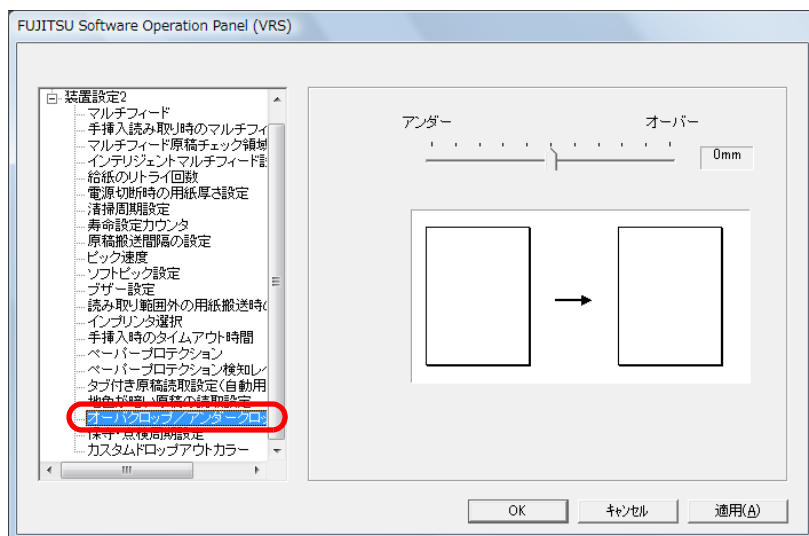 FUJITSU Software Operation Panel (VRS)
装置設定2
マルチフィード
手挿入読み取り時のマルチフィ
マルチフィード原稿チェック領域
インテリジェントマルチフィード
給紙のリトライ回数
電源切断時の用紙厚さ設定
清掃周期設定
寿命設定カウンタ
原稿搬送間隔の設定
ピック速度
ソフトピック設定
ブザー設定
読み取り範囲外の用紙搬送時の
インプリンタ選択
手挿入時のタイムアウト時間
ペーパープロテクション
ペーパープロテクション検知レベ
タブ付き原稿読取設定(自動用
地色が暗い原稿の読取設定
オーバクロップ/アンダークロッ
保守・点検周期設定
カスタムドロップアウトカラー
アンダー オーバー
0mm
OK キャンセル 適用(A)